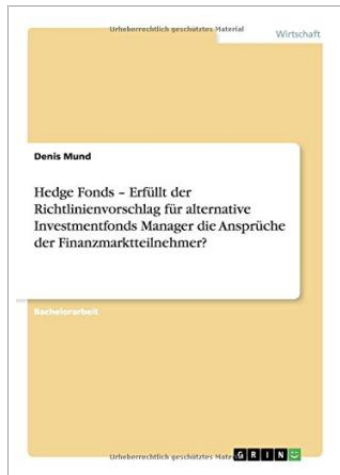 Urheberrechtlich geschütztes Material
Wirtschaft
Denis Mund
Hedge Fonds – Erfüllt der
Richtlinienvorschlag für alternative
Investmentfonds Manager die Ansprüche
der Finanzmarktteilnehmer?
Bachelorarbeit
Urheberrechtlich geschütztes Mate
GRIN